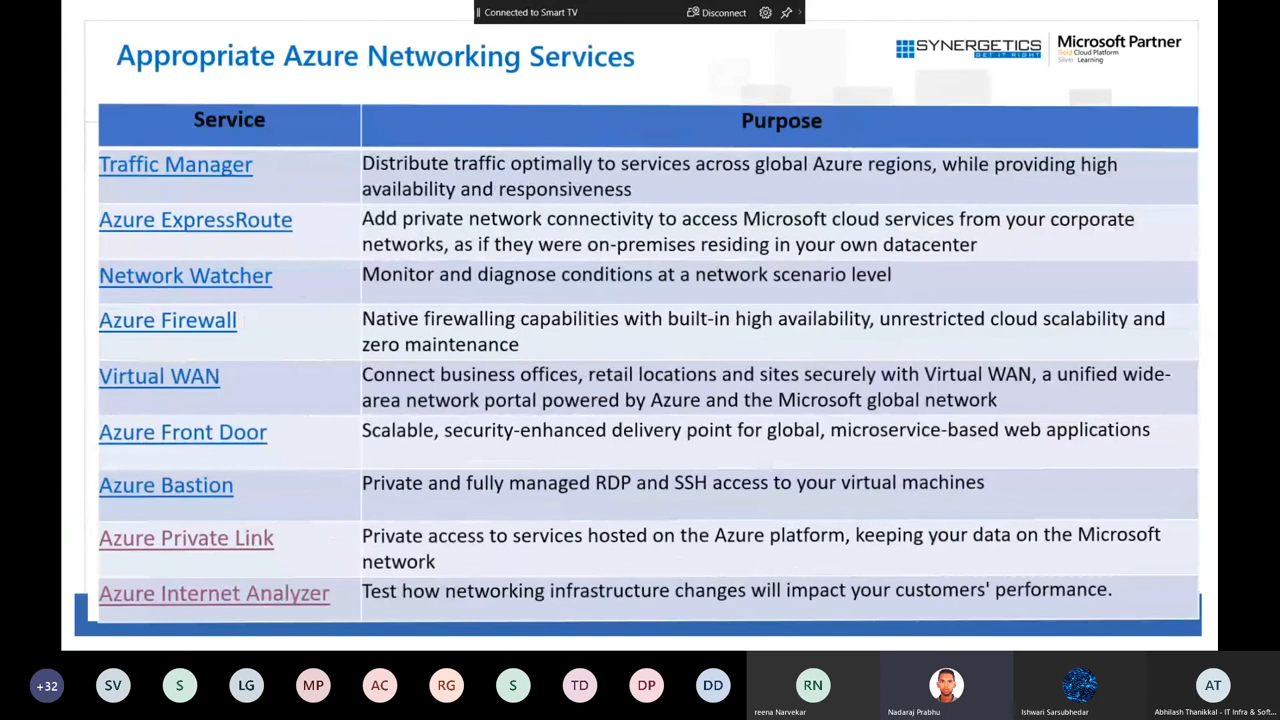 Connected to Smart TV
Disconnect
Appropriate Azure Networking Services
SYNERGETICS
GET IT RIGHT
Microsoft Partner
Gold Cloud Platform
Silver Learning
Service Purpose
Traffic Manager Distribute traffic optimally to services across global Azure regions, while providing high
availability and responsiveness
Azure ExpressRoute Add private network connectivity to access Microsoft cloud services from your corporate
networks, as if they were on-premises residing in your own datacenter
Network Watcher Monitor and diagnose conditions at a network scenario level
Azure Firewall Native firewalling capabilities with built-in high availability, unrestricted cloud scalability and
zero maintenance
Virtual WAN Connect business offices, retail locations and sites securely with Virtual WAN, a unified wide-
area network portal powered by Azure and the Microsoft global network
Azure Front Door Scalable, security-enhanced delivery point for global, microservice-based web applications
Azure Bastion Private and fully managed RDP and SSH access to your virtual machines
Azure Private Link Private access to services hosted on the Azure platform, keeping your data on the Microsoft
network
Azure Internet Analyzer Test how networking infrastructure changes will impact your customers' performance.
+32 SV S LG MP AC RG S TD DP DD RN AT
reena Narvekar Nadaraj Prabhu Ishwari Sarsubhedar Abhilash Thanikkal - IT Infra & Soft...